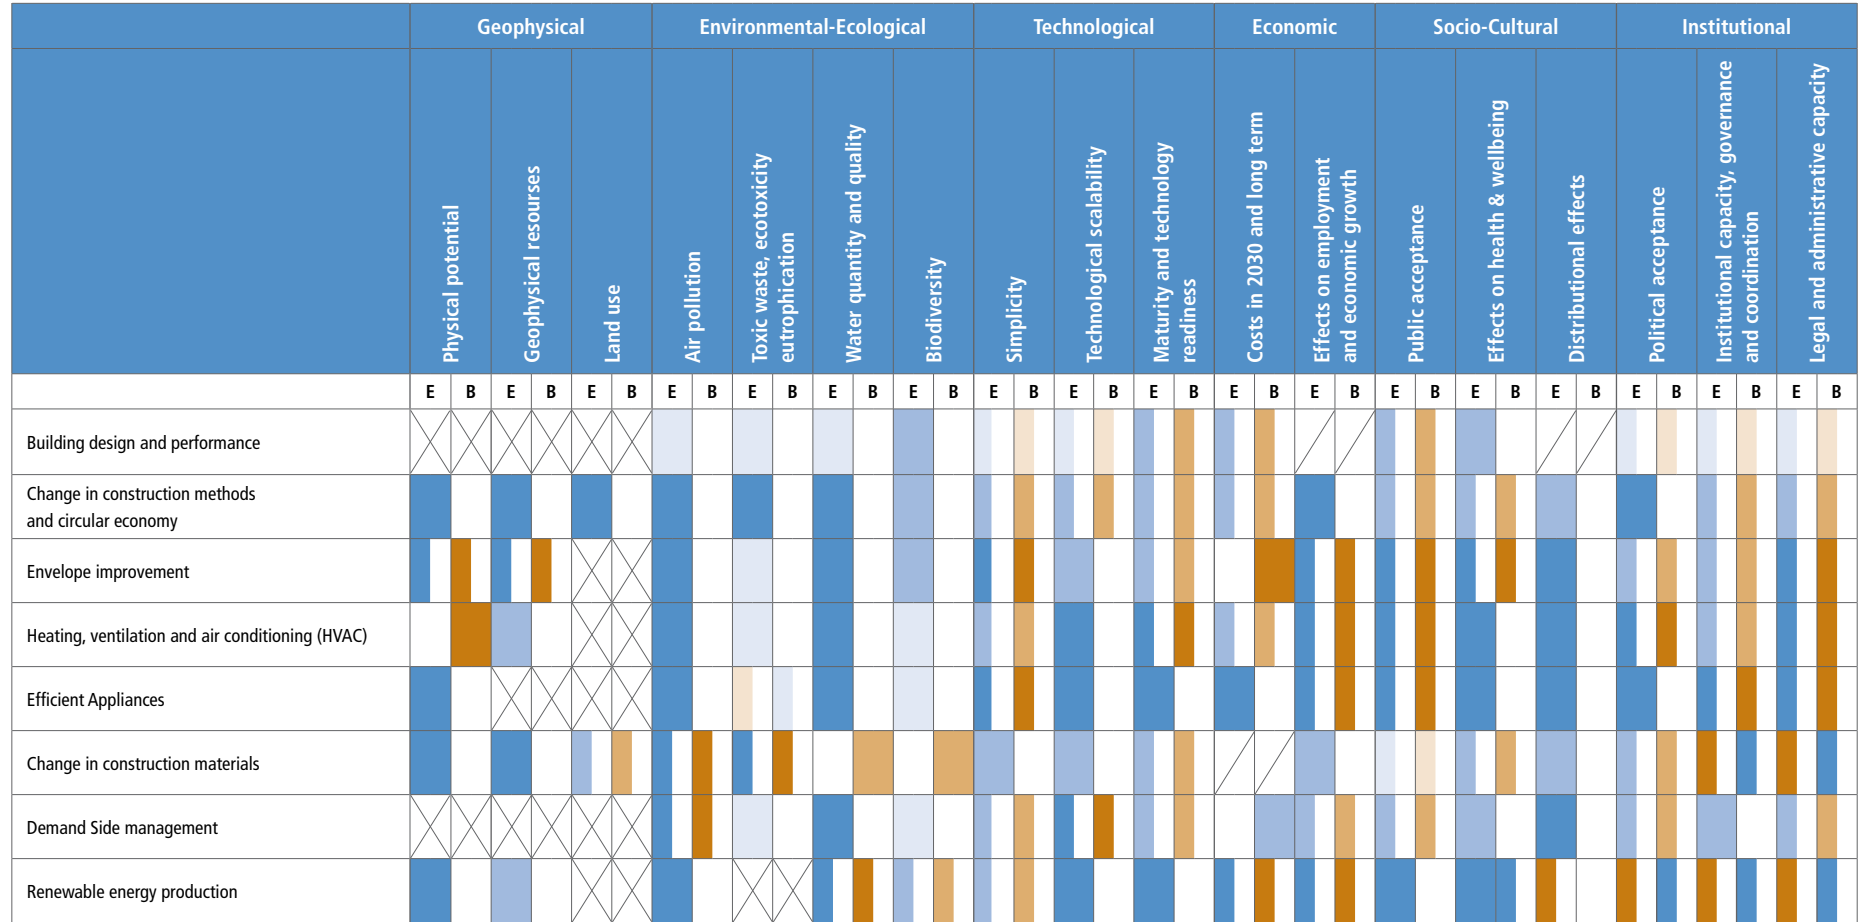 Geophysical
Environmental-Ecological
Technological
Economic
Socio-Cultural
Institutional
Physical potential
Geophysical resourses
Land use
Air pollution
Toxic waste, ecotoxicity
eutrophication
Water quantity and quality
Biodiversity
Simplicity
Technological scalability
Maturity and technology
readiness
Costs in 2030 and long term
Effects on employment
and economic growth
Public acceptance
Effects on health & wellbeing
Distributional effects
Political acceptance
Institutional capacity, governance
and coordination
Legal and administrative capacity
E B E B E B E B E B E B E B E B E B E B E B E B E B E B E B E B E B E B
Building design and performance
Change in construction methods
and circular economy
Envelope improvement
Heating, ventilation and air conditioning (HVAC)
Efficient Appliances
Change in construction materials
Demand Side management
Renewable energy production